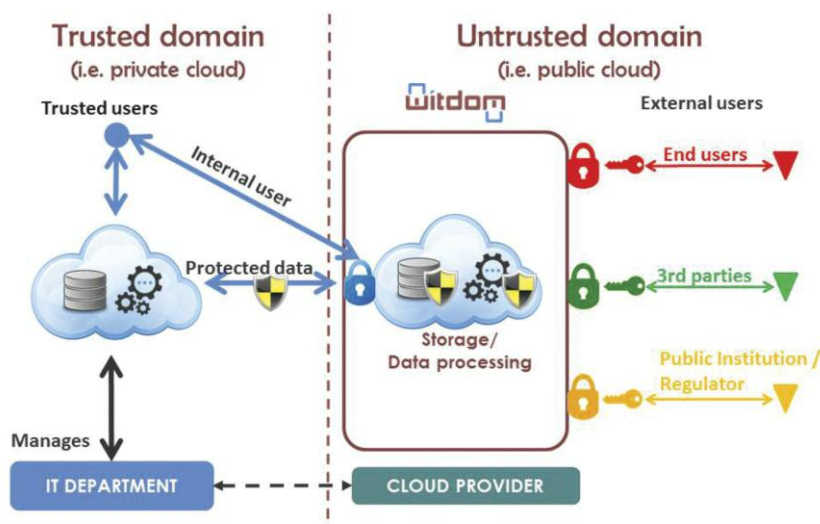 Trusted domain
(i.e. private cloud)
Untrusted domain
(i.e. public cloud)
Trusted users
witdom
External users
Internal user
End users
Protected data
3rd parties
Storage/
Data processing
Public Institution /
Regulator
Manages
IT DEPARTMENT
CLOUD PROVIDER